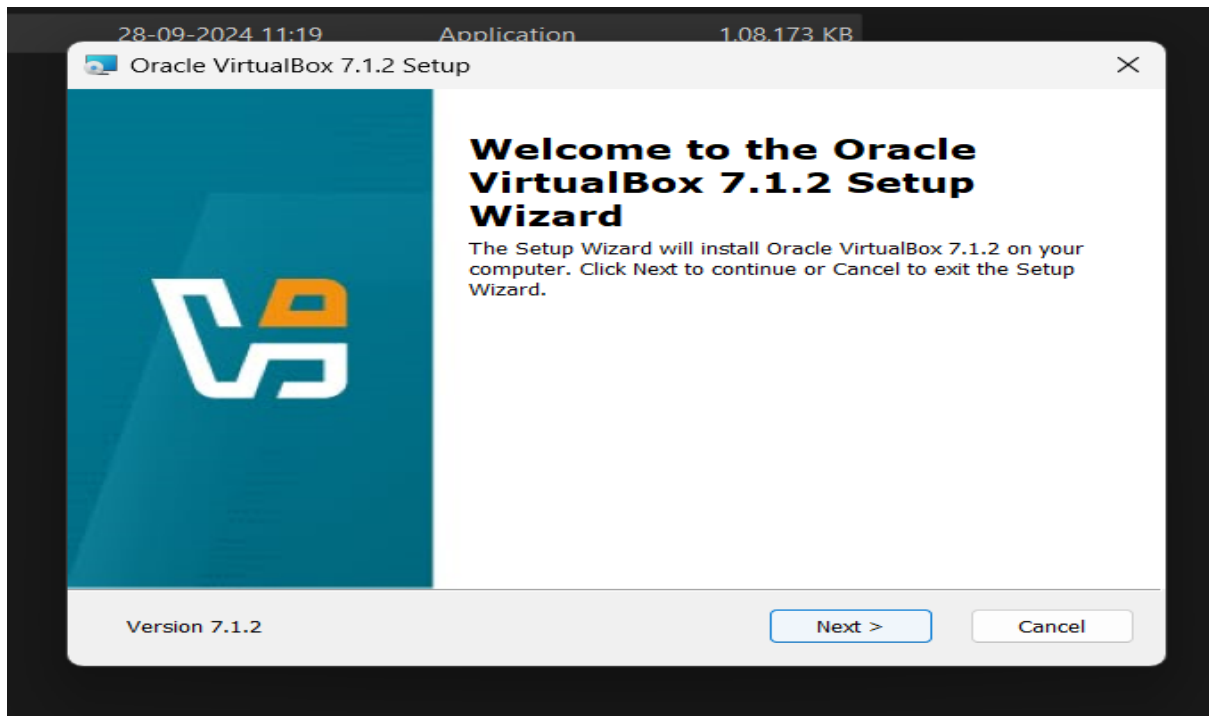 28-09-2024 11:19 Application 1,08,173 KB
Oracle VirtualBox 7.1.2 Setup
Welcome to the Oracle
VirtualBox 7.1.2 Setup
Wizard
The Setup Wizard will install Oracle VirtualBox 7.1.2 on your
computer. Click Next to continue or Cancel to exit the Setup
Wizard.
Version 7.1.2
Next >
Cancel